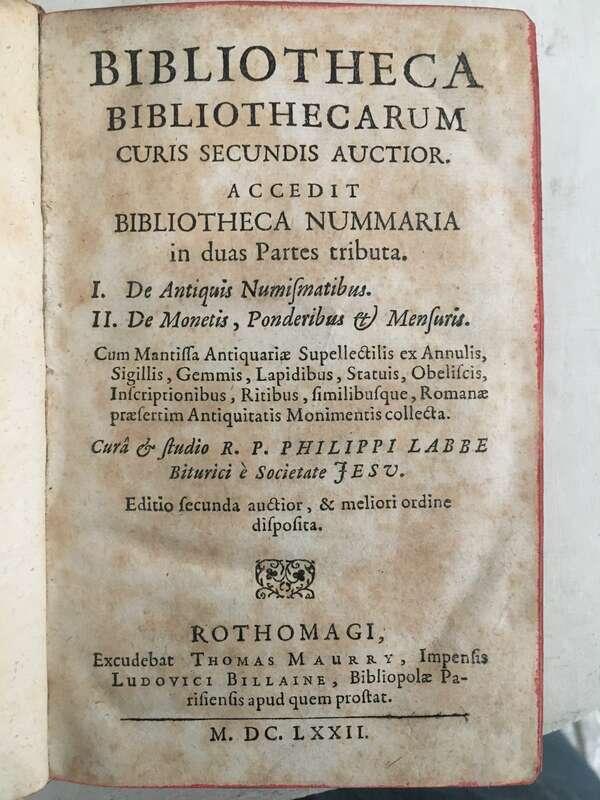 BIBLIOTHECA
BIBLIOTHECARUM
CURIS SECUNDIS AUCTIOR.
ACCEDIT
BIBLIOTHECA NUMMARIA
in duas Partes tributa.
I. De Antiquis Numiſmatibus.
II. De Monetis, Ponderibus & Menſuris.
Cum Mantiſſa Antiquariæ Supellectilis ex Annulis,
Sigillis, Gemmis, Lapidibus, Statuis, Obeliſcis,
Inſcriptionibus, Ritibus, ſimilibuſque, Romanæ
præſertim Antiquitatis Monimentis collecta.
Curâ & ſtudio R. P. PHILIPPI LABBE
Biturici è Societate JESV.
Editio ſecunda auctior, & meliori ordine
diſpoſita.
ROTHOMAGI,
Excudebat THOMAS MAURRY, Impenſis
LUDOVICI BILLAINE, Bibliopolæ Pa-
riſienſis apud quem proſtat.
M. DC. LXXII.